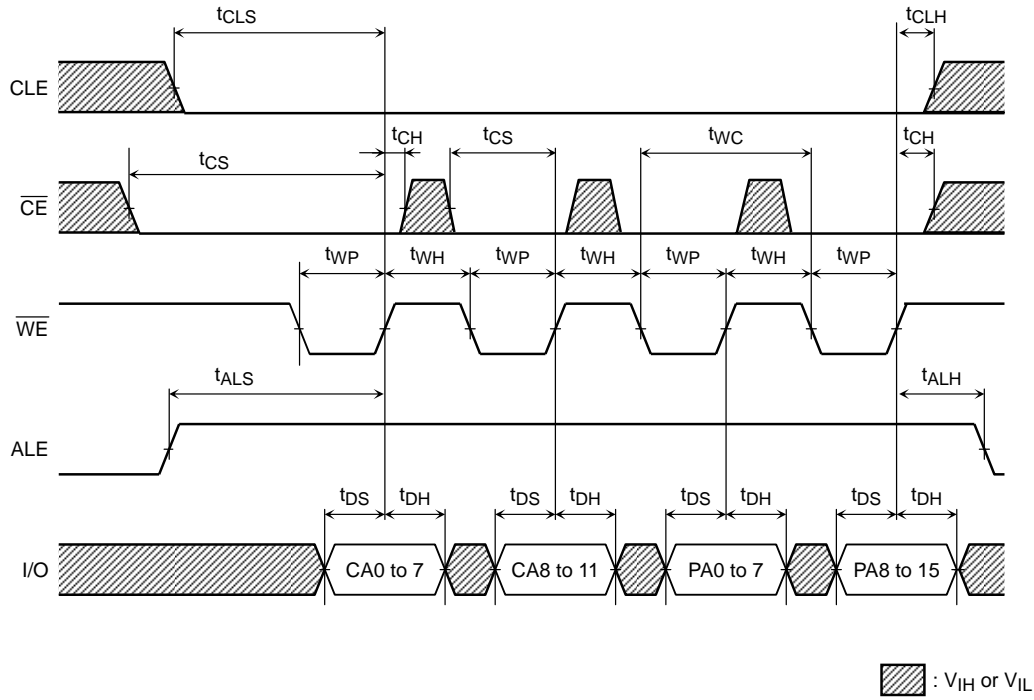 tCLS tCLH
CLE
tCH tCS tWC tCH
tCS
CE
tWP tWH tWP tWH tWP tWH tWP
WE
tALS tALH
ALE
tDS tDH tDS tDH tDS tDH tDS tDH
I/O CA0 to 7 CA8 to 11 PA0 to 7 PA8 to 15
: VIH or VIL